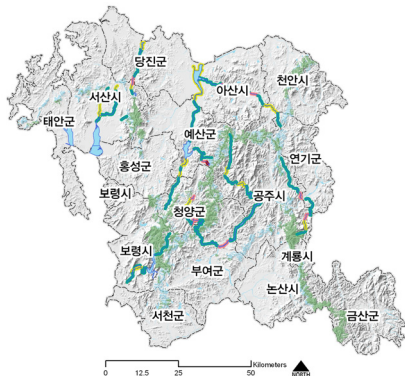 당진군
천안시
아산시
서산시
태안군
예산군
연기군
홍성군
보령시
공주시
청양군
보령시
계룡시
부여군
논산시
서천군
금산군
Kilometers
0 12.5 25 50
NORTH